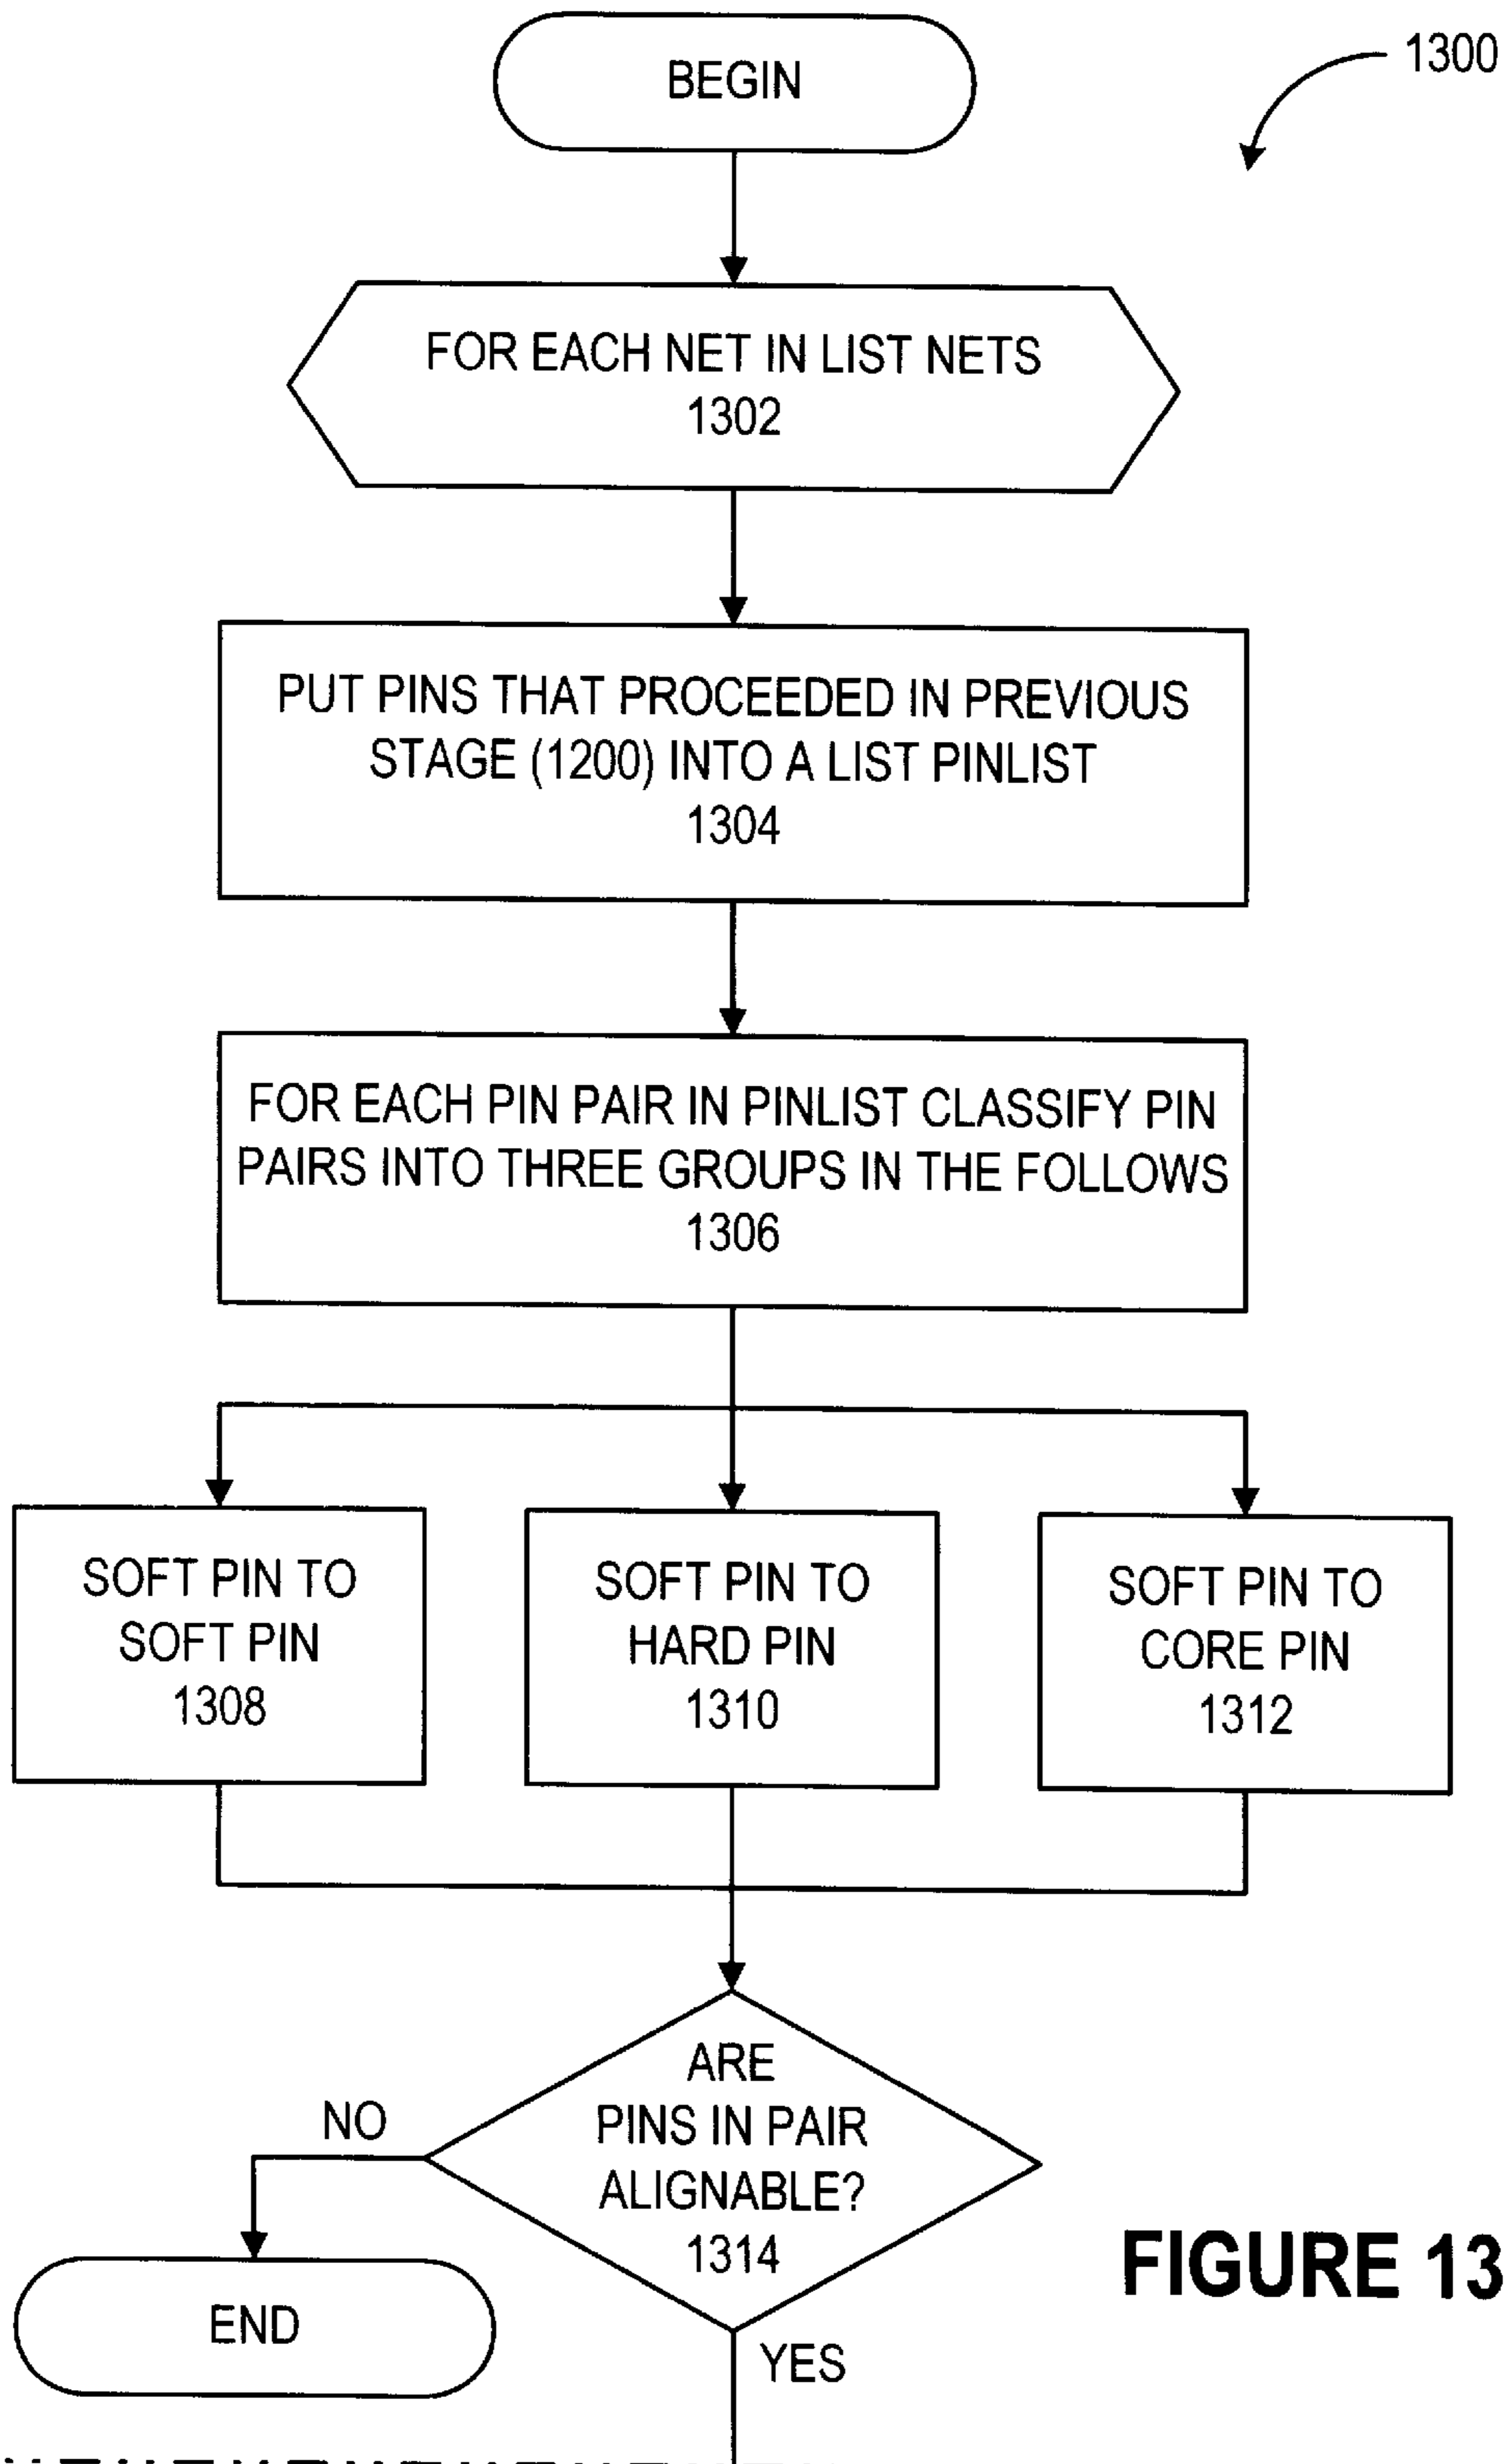 BEGIN
1300
FOR EACH NET IN LIST NETS
1302
PUT PINS THAT PROCEEDED IN PREVIOUS
STAGE (1200) INTO A LIST PINLIST
1304
FOR EACH PIN PAIR IN PINLIST CLASSIFY PIN
PAIRS INTO THREE GROUPS IN THE FOLLOWS
1306
SOFT PIN TO
SOFT PIN
1308
SOFT PIN TO
HARD PIN
1310
SOFT PIN TO
CORE PIN
1312
ARE
PINS IN PAIR
ALIGNABLE?
1314
NO
END
YES
FIGURE 13